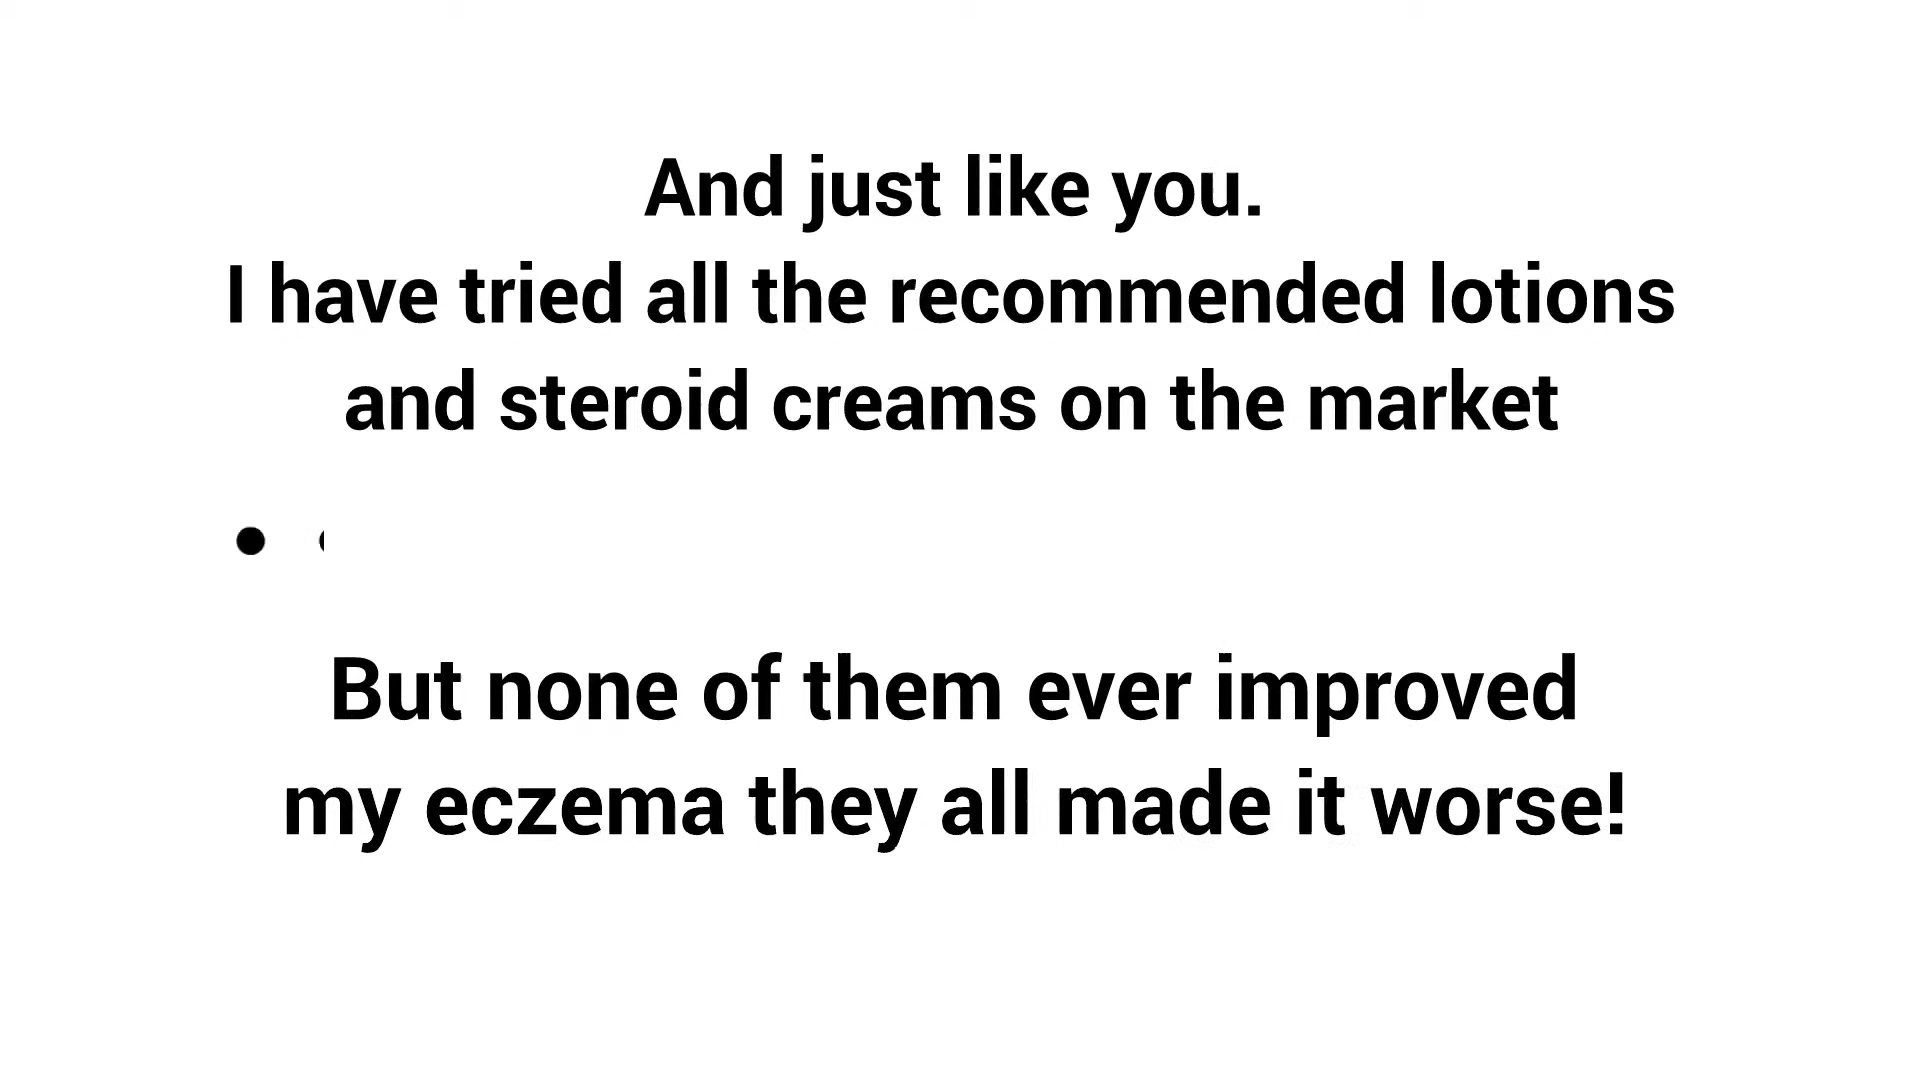 And just like you.
I have tried all the recommended lotions
and steroid creams on the market
But none of them ever improved
my eczema they all made it worse!